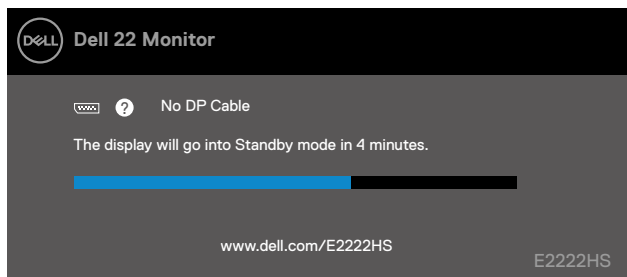 DELL
Dell 22 Monitor
? No DP Cable
The display will go into Standby mode in 4 minutes.
www.dell.com/E2222HS
E2222HS